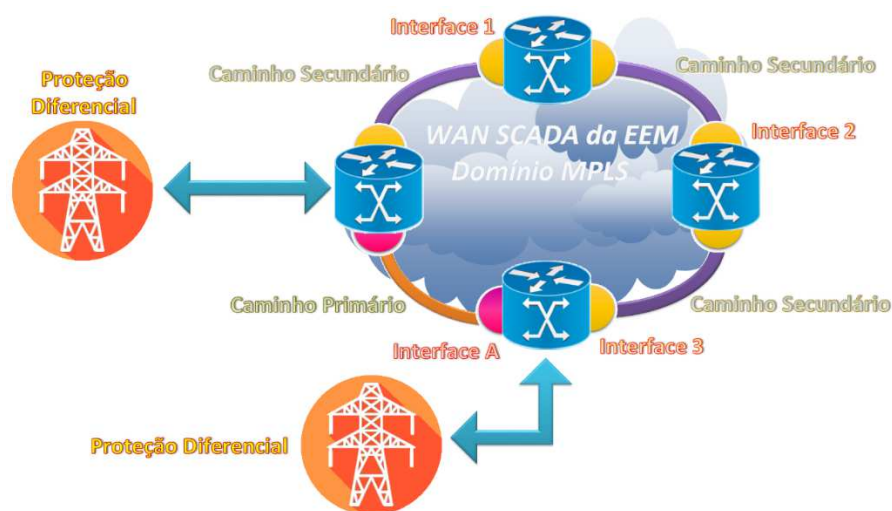 Interface 1
Caminho Secundário
Caminho Secundário
Proteção
Diferencial
WAN SCADA da EEM
Domínio MPLS
Interface 2
Caminho Primário
Caminho Secundário
Interface A
Interface 3
Proteção Diferencial